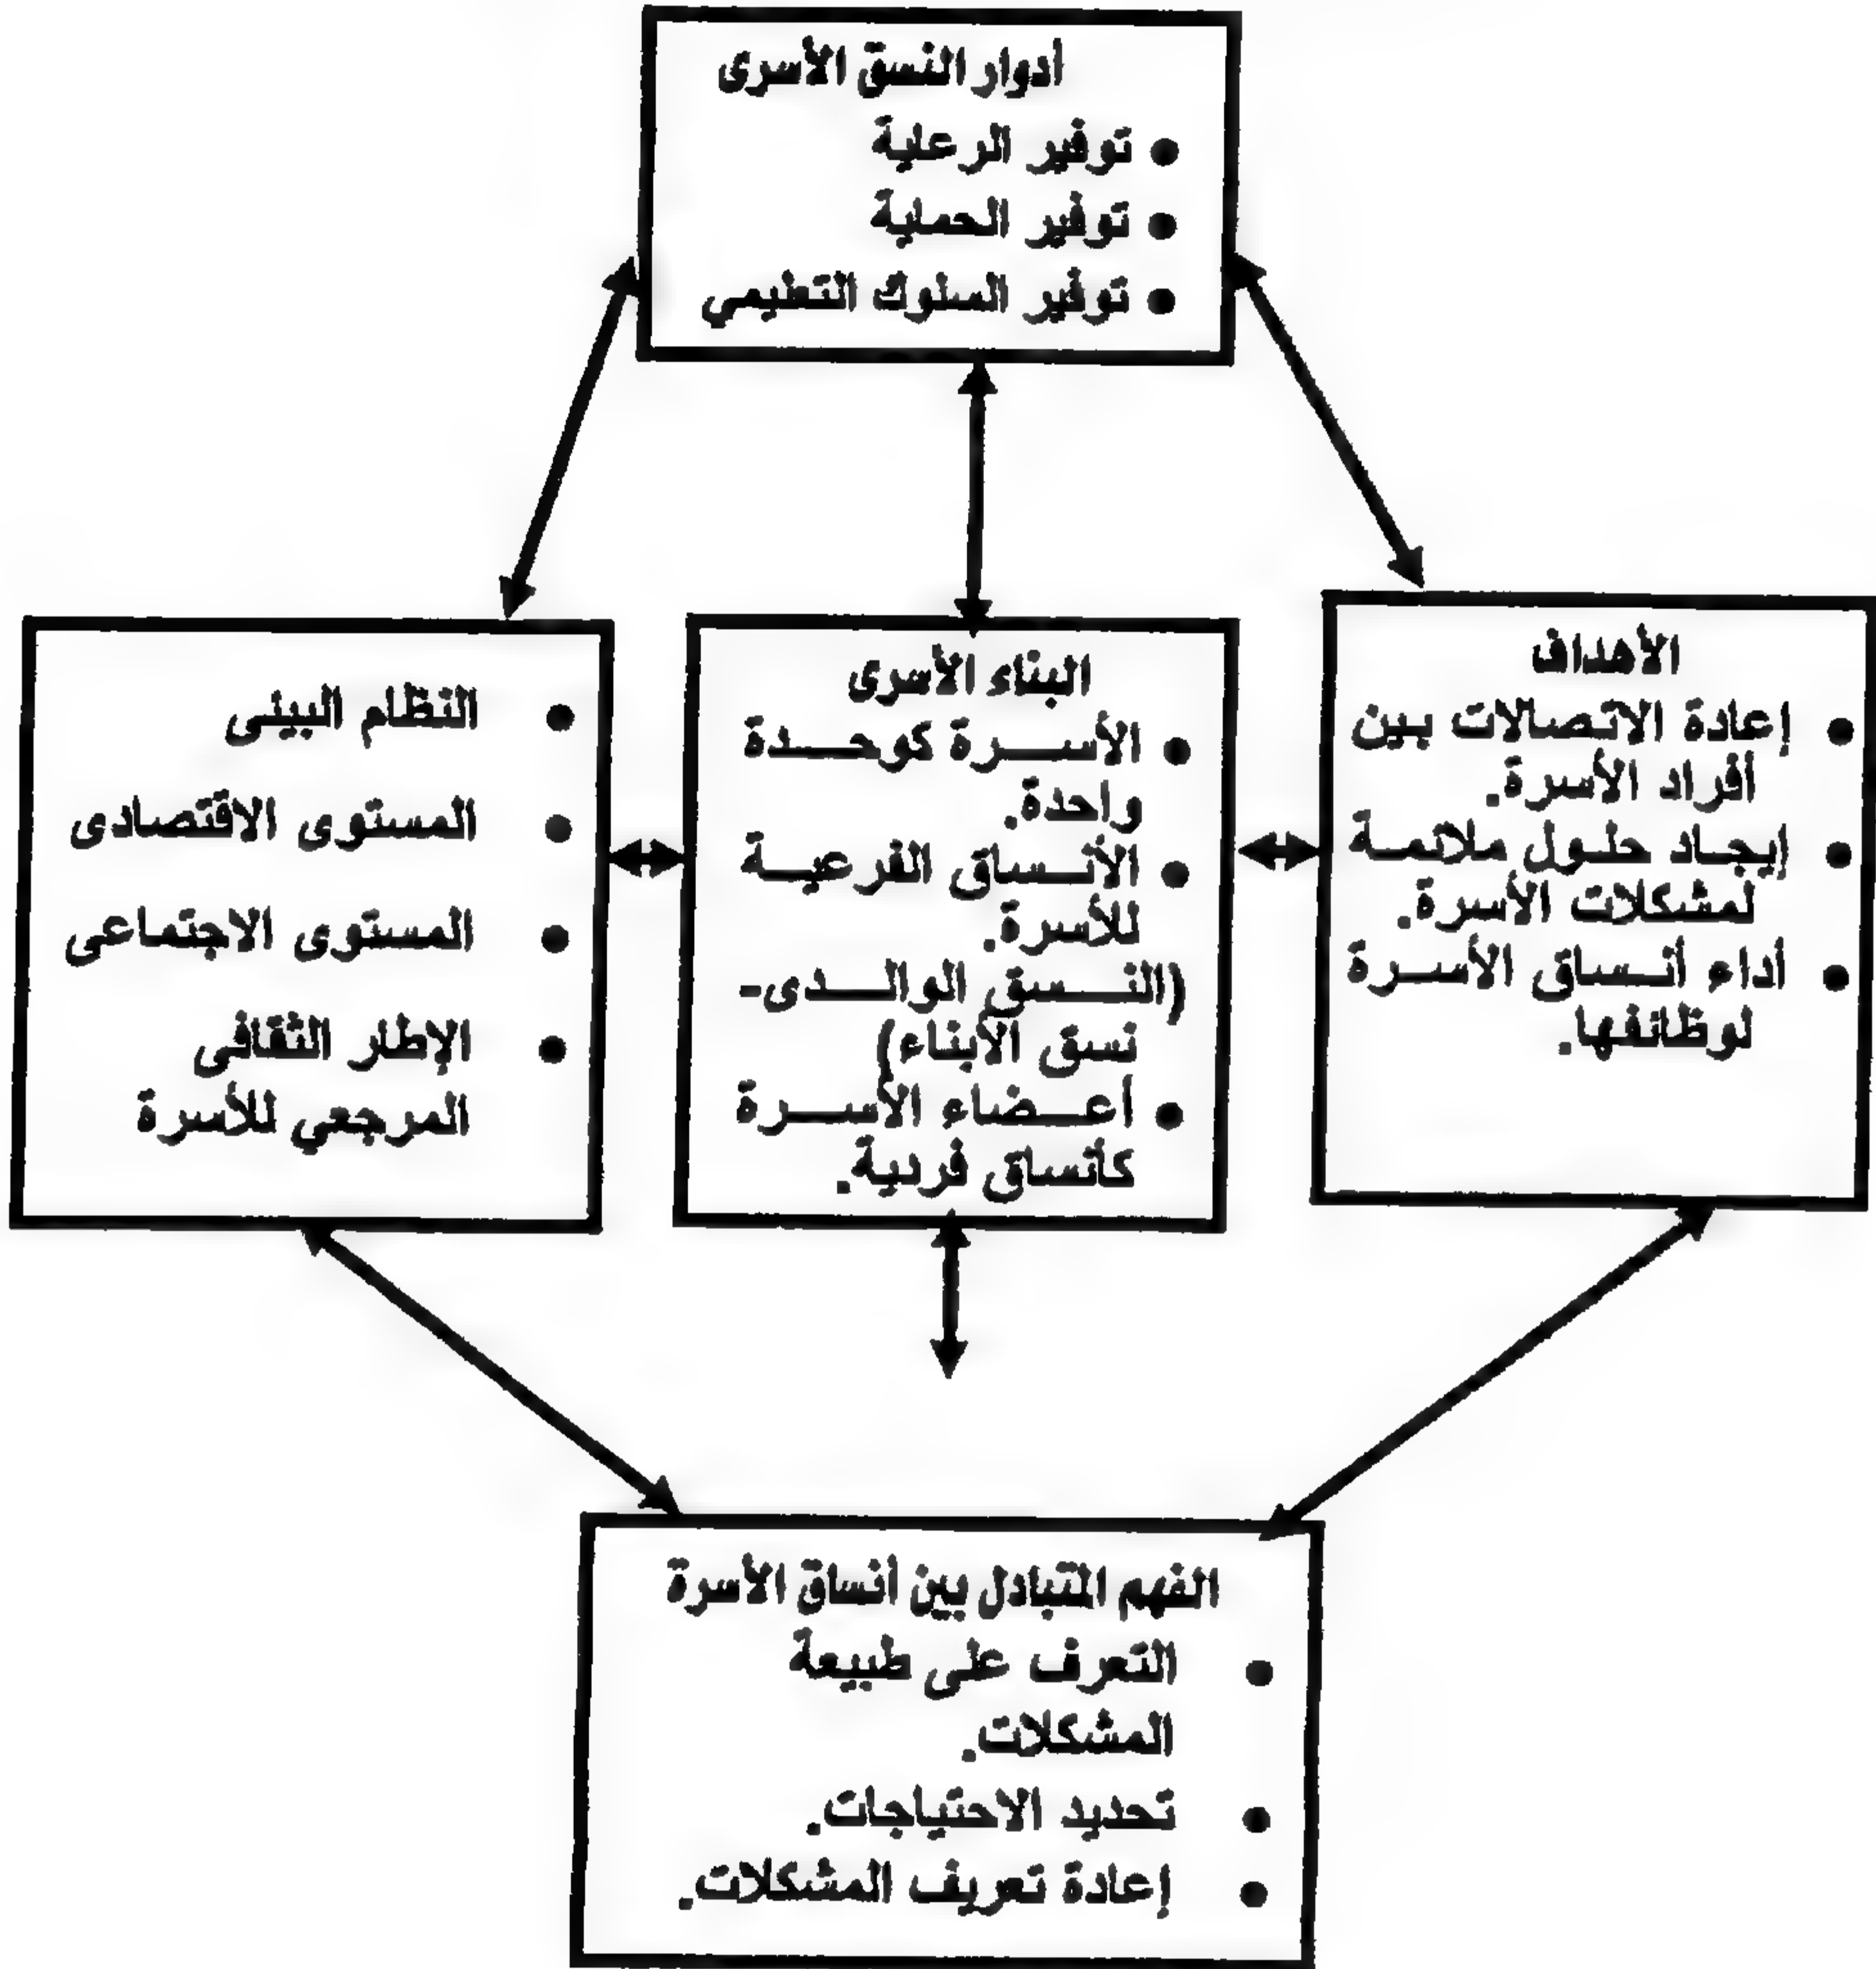 أدوار النسق الأسرى
• توفير الرعاية
• توفير الحماية
• توفير السلوك التعليمي
الأهداف
• إعادة الاتصالات بين
أفراد الأسرة.
• إيجاد حلول ملائمة
لمشكلات الأسرة.
• أداء أنساق الأسرة
لوظائفها.
البناء الأسرى
• الأسرة كوحدة
واحدة.
• الأنساق الفرعية
للأسرة.
(النسق الوالدى-
نسق الأبناء)
• أعضاء الأسرة
كأنساق فردية.
• النظام البيئى
• المستوى الاقتصادى
• المستوى الاجتماعى
• الإطار الثقافى
المرجعي للأسرة
الفهم المتبادل بين أنساق الأسرة
• التعرف على طبيعة
المشكلات.
• تحديد الاحتياجات.
• إعادة تعريف المشكلات.